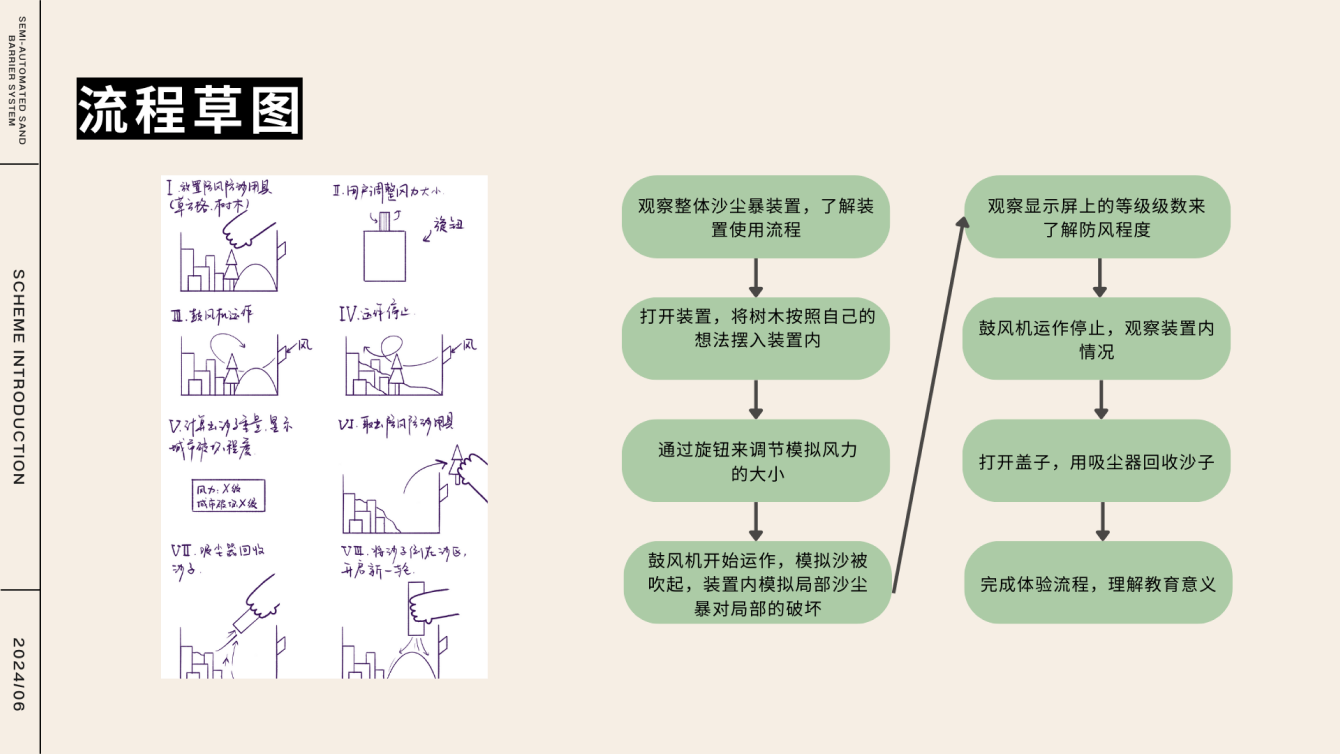 SEMI-AUTOMATED SAND
BARRIER SYSTEM
SCHEME INTRODUCTION
2024/06
流程草图
I.放置防风防沙用具
(草方格、树木)
II.用户调整风力大小
旋钮
III.鼓风机运作
风
IV.运作停止
风
V.计算出沙子重量,显示
城市破坏程度
风力:X级
城市破坏X级
VI.取出防风防沙用具
VII.吸尘器回收
沙子.
VIII.将沙子倒在沙区,
开启新一轮.
观察整体沙尘暴装置，了解装
置使用流程
打开装置，将树木按照自己的
想法摆入装置内
通过旋钮来调节模拟风力
的大小
鼓风机开始运作，模拟沙被
吹起，装置内模拟局部沙尘
暴对局部的破坏
观察显示屏上的等级级数来
了解防风程度
鼓风机运作停止，观察装置内
情况
打开盖子，用吸尘器回收沙子
完成体验流程，理解教育意义